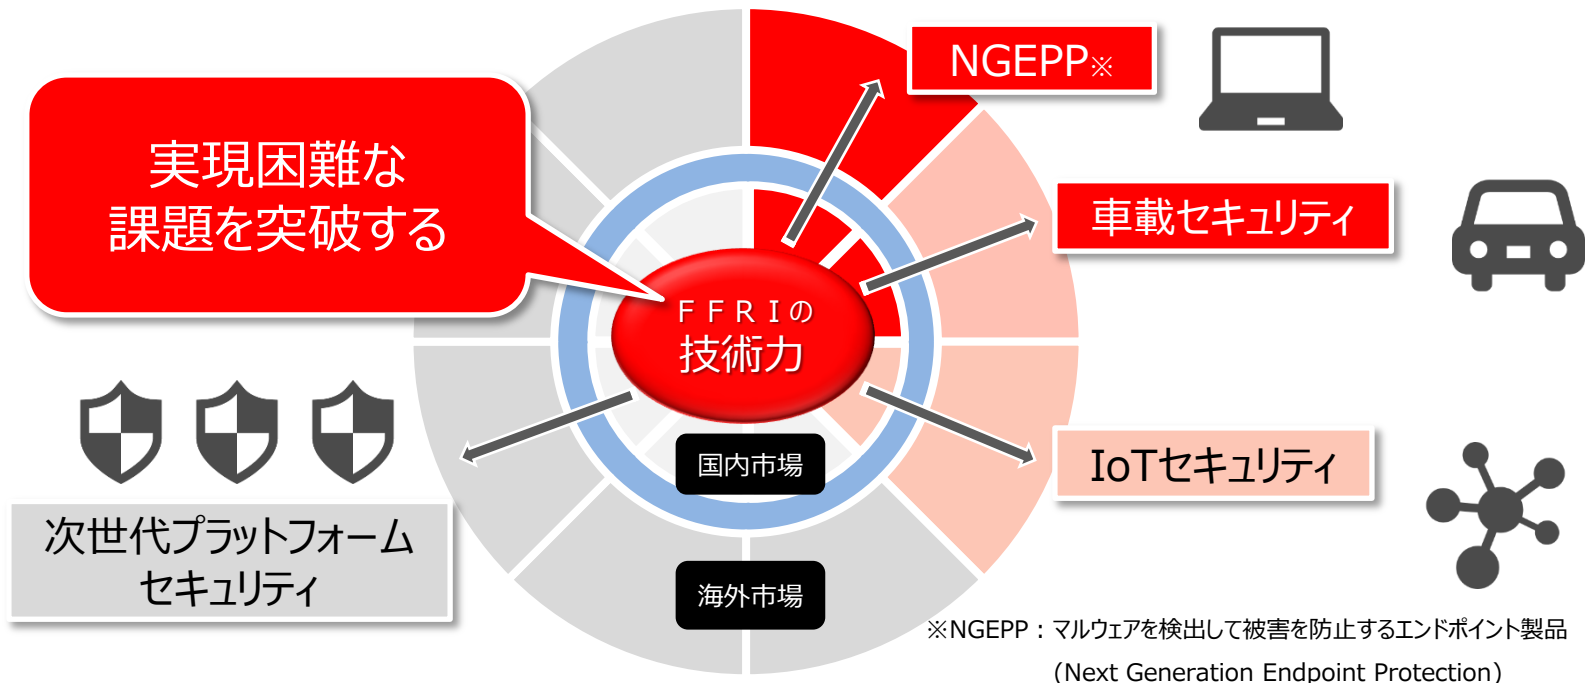 NGEPP※
実現困難な
課題を突破する
車載セキュリティ
ＦＦＲＩの
技術力
国内市場
IoTセキュリティ
次世代プラットフォーム
セキュリティ
海外市場
※NGEPP：マルウェアを検出して被害を防止するエンドポイント製品
(Next Generation Endpoint Protection)